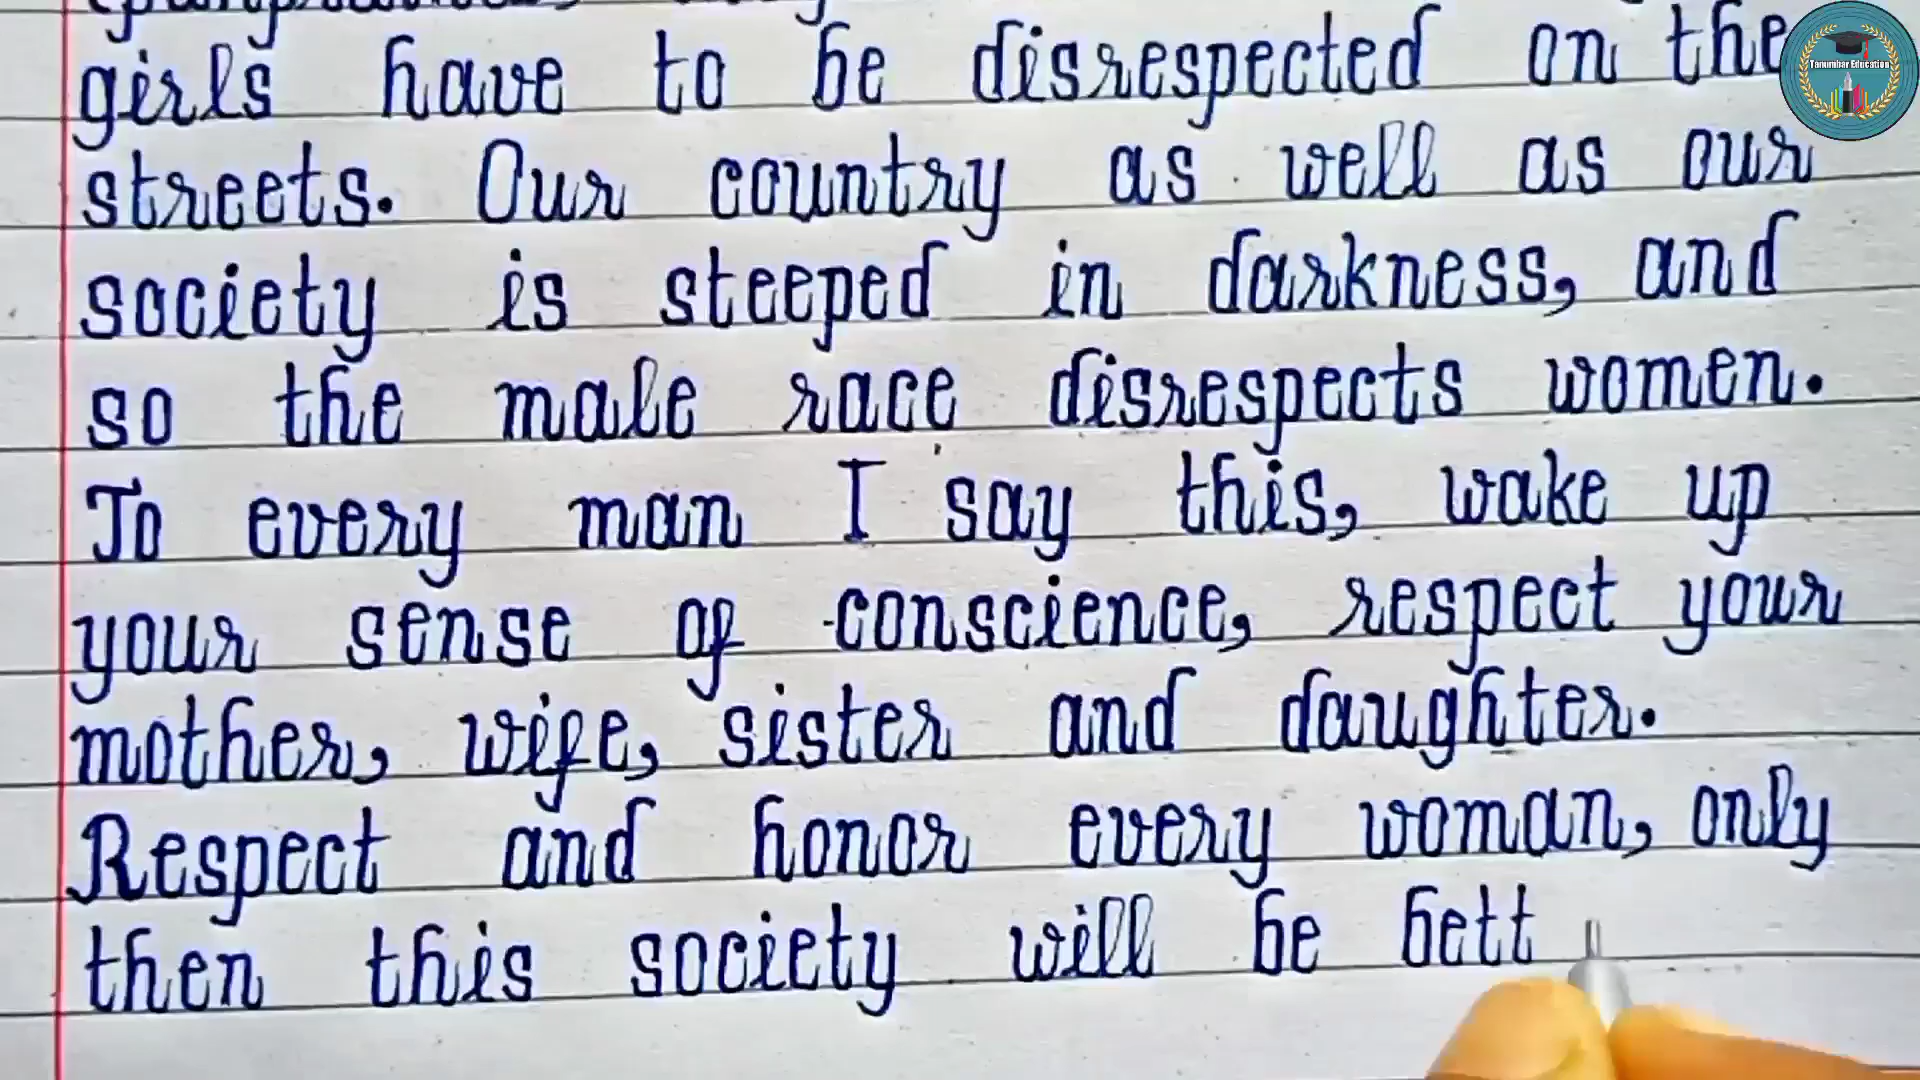 girls have to be disrespected on the
streets. Our country as well as our
society is steeped in darkness, and
so the male race disrespects women.
To every man I say this, wake up
your sense of conscience, respect your
mother, wife, sister and daughter.
Respect and honor every woman, only
then this society will be bett
Tanumbar Education